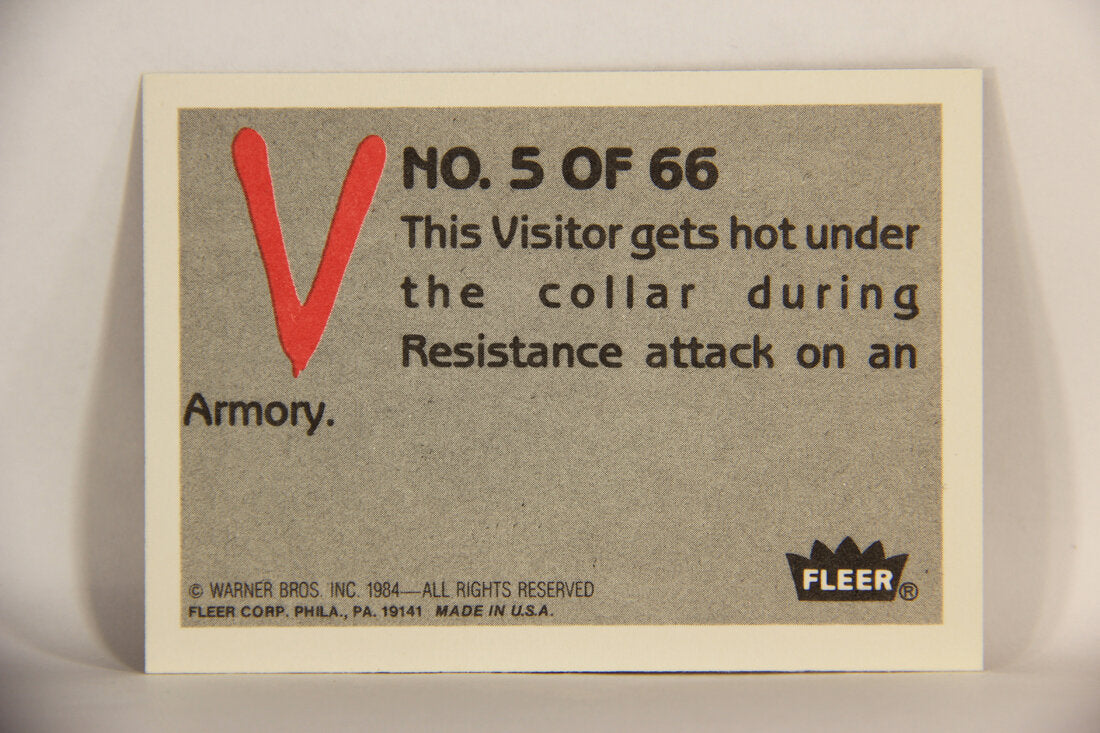 V
NO. 5 OF 66
This Visitor gets hot under
the collar during
Resistance attack on an
Armory.
© WARNER BROS. INC. 1984—ALL RIGHTS RESERVED
FLEER CORP. PHILA., PA. 19141 MADE IN U.S.A.
FLEER®